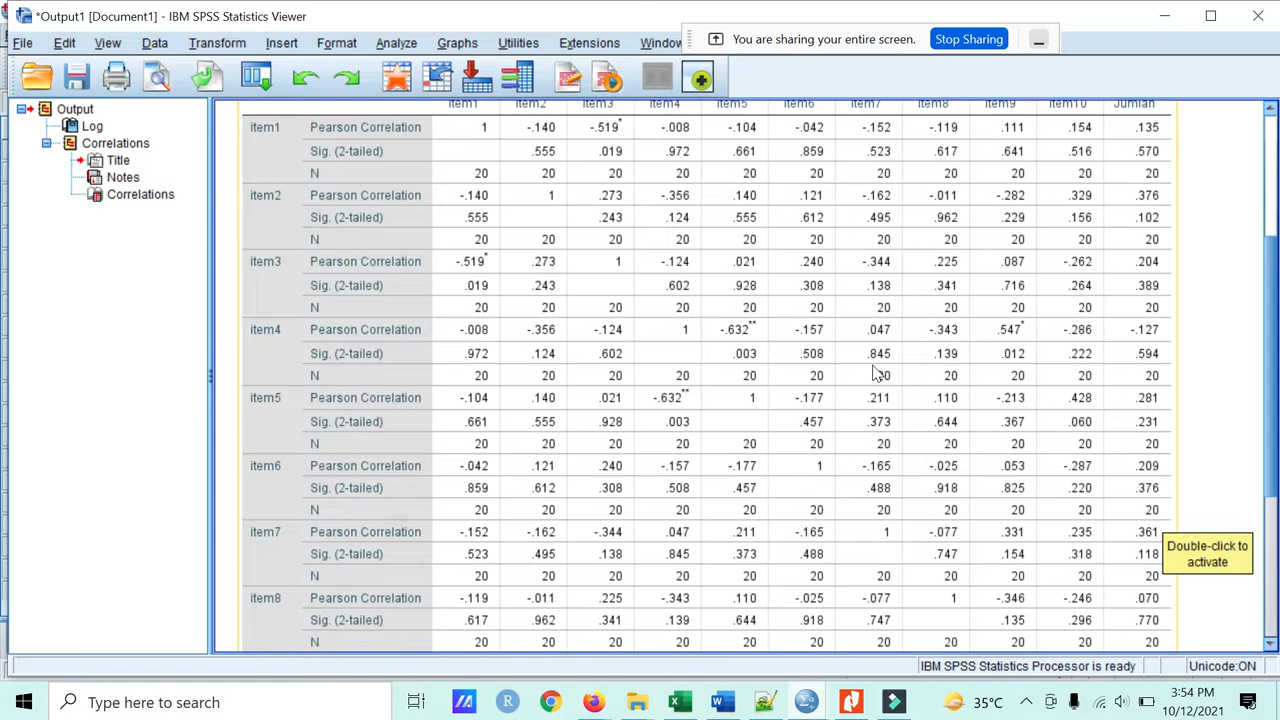 *Output1 [Document1] - IBM SPSS Statistics Viewer
File Edit View Data Transform Insert Format Analyze Graphs Utilities Extensions Window
You are sharing your entire screen. Stop Sharing
Output
Log
Correlations
Title
Notes
Correlations
item1 item2 item3 item4 item5 item6 item7 item8 item9 item10 Jumlah
item1 Pearson Correlation 1 -.140 -.519* -.008 -.104 -.042 -.152 -.119 .111 .154 .135
Sig. (2-tailed) .555 .019 .972 .661 .859 .523 .617 .641 .516 .570
N 20 20 20 20 20 20 20 20 20 20 20
item2 Pearson Correlation -.140 1 .273 -.356 .140 .121 -.162 -.011 -.282 .329 .376
Sig. (2-tailed) .555 .243 .124 .555 .612 .495 .962 .229 .156 .102
N 20 20 20 20 20 20 20 20 20 20 20
item3 Pearson Correlation -.519* .273 1 -.124 .021 .240 -.344 .225 .087 -.262 .204
Sig. (2-tailed) .019 .243 .602 .928 .308 .138 .341 .716 .264 .389
N 20 20 20 20 20 20 20 20 20 20 20
item4 Pearson Correlation -.008 -.356 -.124 1 -.632** -.157 .047 -.343 .547* -.286 -.127
Sig. (2-tailed) .972 .124 .602 .003 .508 .845 .139 .012 .222 .594
N 20 20 20 20 20 20 20 20 20 20 20
item5 Pearson Correlation -.104 .140 .021 -.632** 1 -.177 .211 .110 -.213 .428 .281
Sig. (2-tailed) .661 .555 .928 .003 .457 .373 .644 .367 .060 .231
N 20 20 20 20 20 20 20 20 20 20 20
item6 Pearson Correlation -.042 .121 .240 -.157 -.177 1 -.165 -.025 .053 -.287 .209
Sig. (2-tailed) .859 .612 .308 .508 .457 .488 .918 .825 .220 .376
N 20 20 20 20 20 20 20 20 20 20 20
item7 Pearson Correlation -.152 -.162 -.344 .047 .211 -.165 1 -.077 .331 .235 .361
Sig. (2-tailed) .523 .495 .138 .845 .373 .488 .747 .154 .318 .118
N 20 20 20 20 20 20 20 20 20 20 20
item8 Pearson Correlation -.119 -.011 .225 -.343 .110 -.025 -.077 1 -.346 -.246 .070
Sig. (2-tailed) .617 .962 .341 .139 .644 .918 .747 .135 .296 .770
N 20 20 20 20 20 20 20 20 20 20 20
Double-click to
activate
IBM SPSS Statistics Processor is ready Unicode:ON
Type here to search 35°C 3:54 PM
10/12/2021